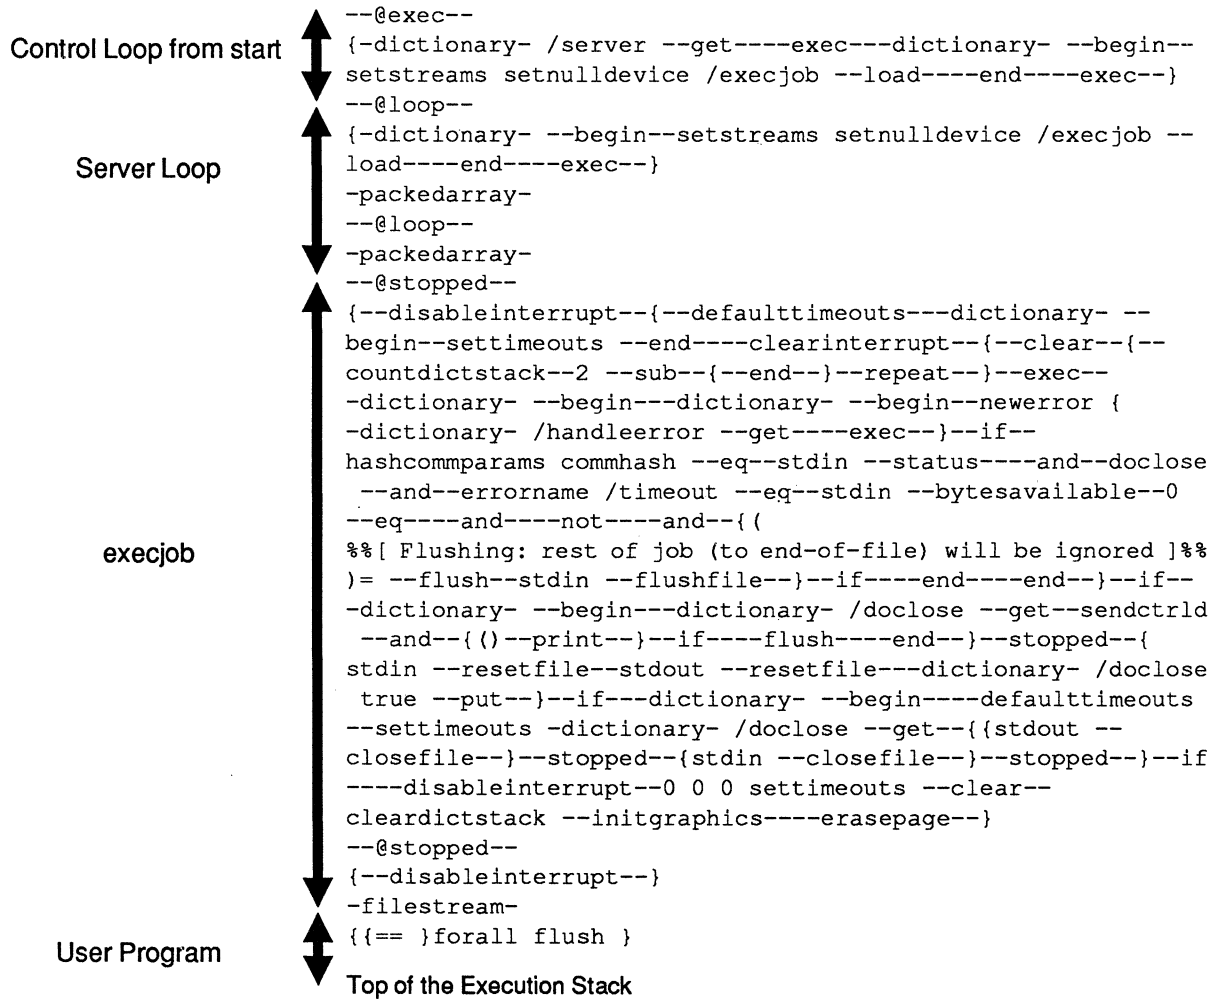 --@exec--
Control Loop from start
{-dictionary- /server --get----exec---dictionary- --begin--
setstreams setnulldevice /execjob --load----end----exec--}
--@loop--
{-dictionary- --begin--setstreams setnulldevice /execjob --
Server Loop
load----end----exec--}
-packedarray-
--@loop--
-packedarray-
--@stopped--
{--disableinterrupt--{--defaulttimeouts---dictionary- --
begin--settimeouts --end----clearinterrupt--{--clear--{--
countdictstack--2 --sub--{--end--}--repeat--}--exec--
-dictionary- --begin---dictionary- --begin--newerror {
-dictionary- /handleerror --get----exec--}--if--
hashcommparams commhash --eq--stdin --status----and--doclose
--and--errorname /timeout --eq--stdin --bytesavailable--0
--eq----and----not----and--{(
execjob
%%[ Flushing: rest of job (to end-of-file) will be ignored ]%%
)= --flush--stdin --flushfile--}--if----end----end--}--if--
-dictionary- --begin---dictionary- /doclose --get--sendctrld
--and--{()--print--}--if----flush----end--}--stopped--{
stdin --resetfile--stdout --resetfile---dictionary- /doclose
true --put--}--if---dictionary- --begin----defaulttimeouts
--settimeouts -dictionary- /doclose --get--{{stdout --
closefile--}--stopped--{stdin --closefile--}--stopped--}--if
----disableinterrupt--0 0 0 settimeouts --clear--
cleardictstack --initgraphics----erasepage--}
--@stopped--
{--disableinterrupt--}
-filestream-
{{== }forall flush }
User Program
Top of the Execution Stack